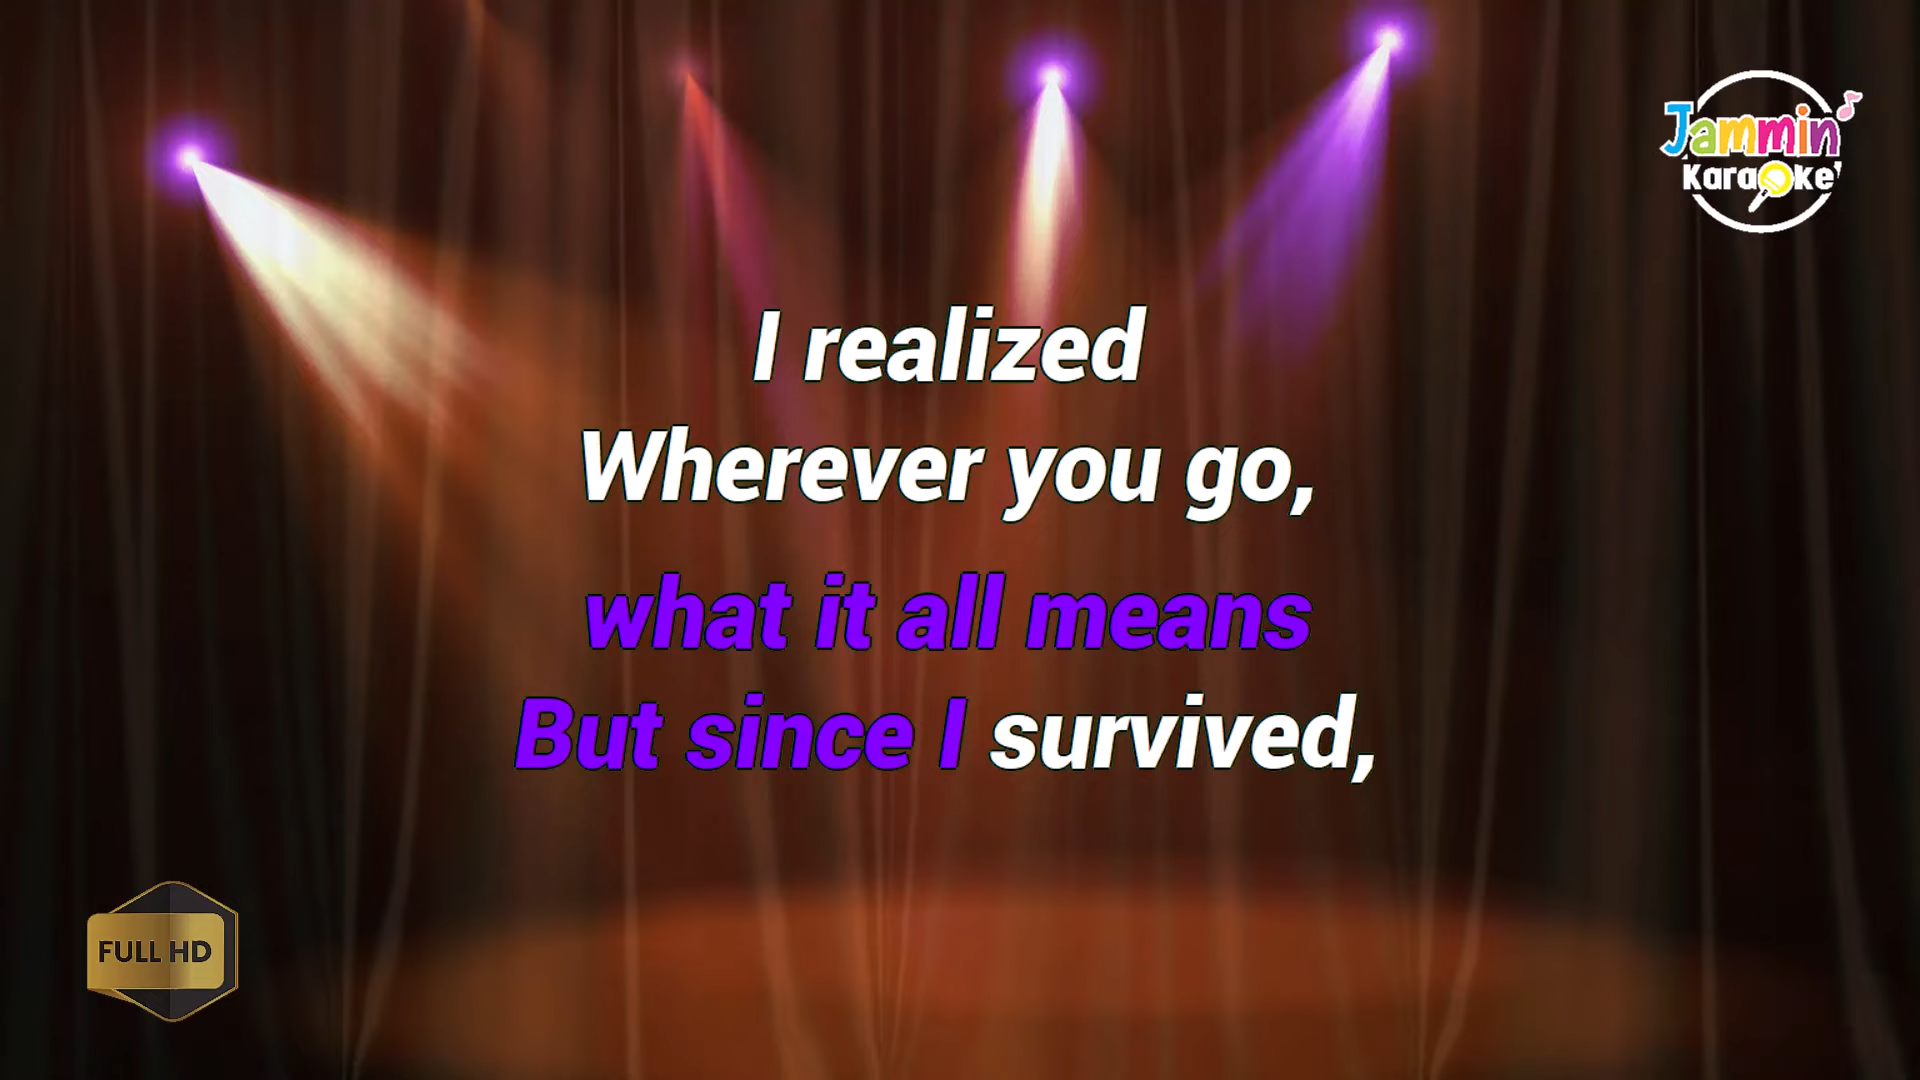 Jammin'
Karaoke
I realized
Wherever you go,
what it all means
But since I survived,
FULL HD